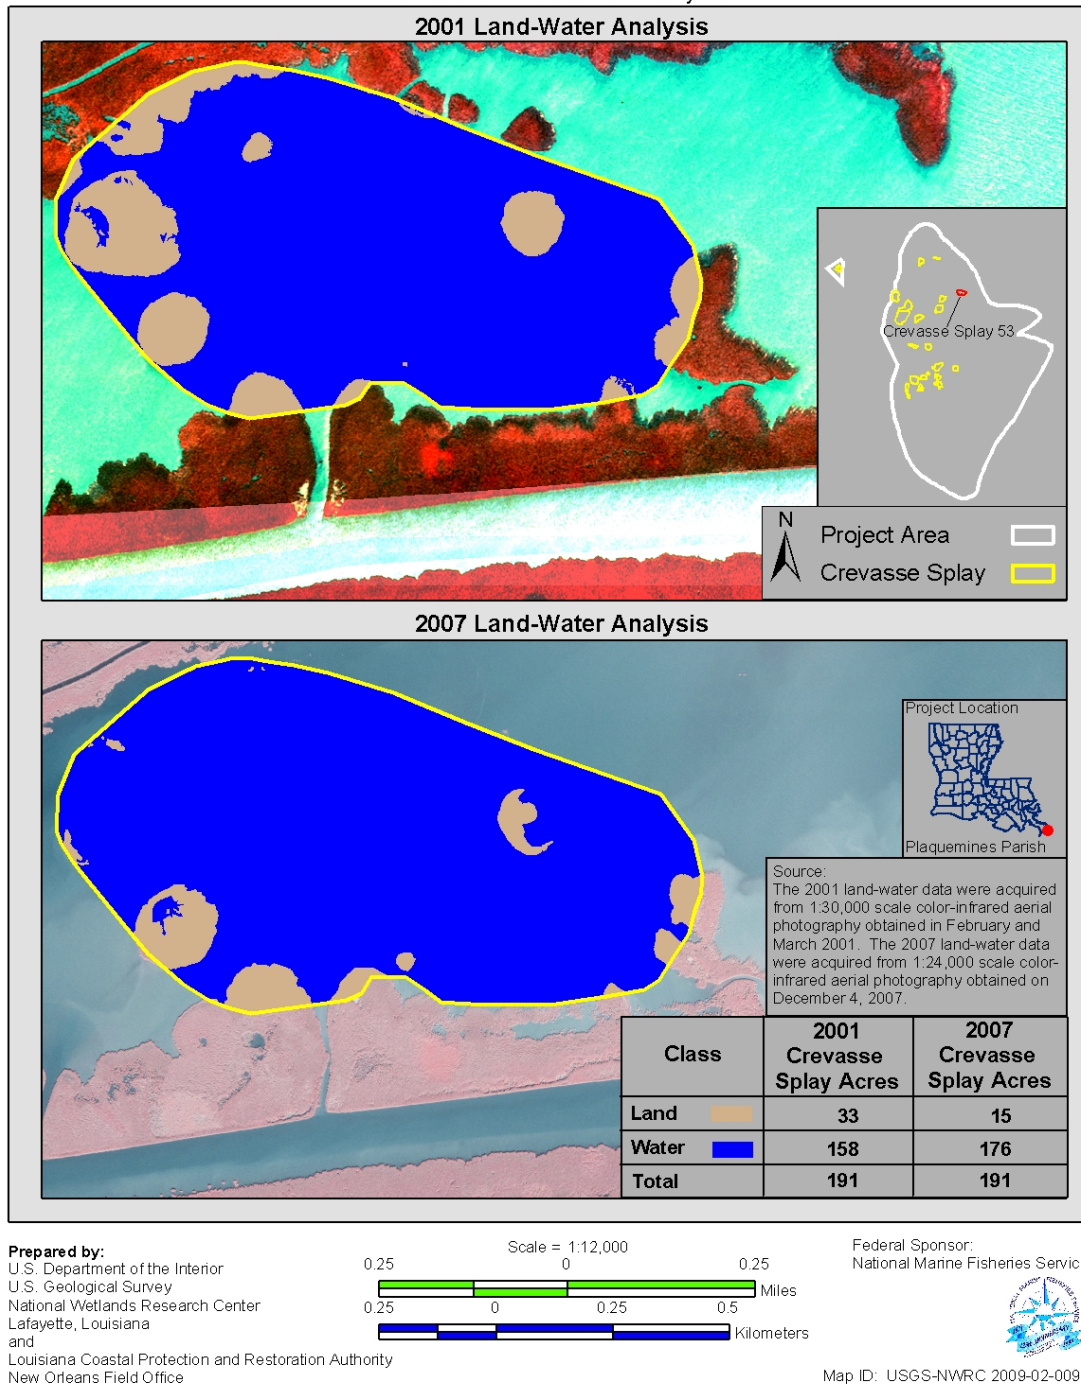 2001 Land-Water Analysis
Crevasse Splay 53
N
Project Area
Crevasse Splay
2007 Land-Water Analysis
Project Location
Plaquemines Parish
Source:
The 2001 land-water data were acquired
from 1:30,000 scale color-infrared aerial
photography obtained in February and
March 2001. The 2007 land-water data
were acquired from 1:24,000 scale color-
infrared aerial photography obtained on
December 4, 2007.
Class 2001 Crevasse Splay Acres 2007 Crevasse Splay Acres
Land 33 15
Water 158 176
Total 191 191
Prepared by:
U.S. Department of the Interior
U.S. Geological Survey
National Wetlands Research Center
Lafayette, Louisiana
and
Louisiana Coastal Protection and Restoration Authority
New Orleans Field Office
Scale = 1:12,000
0.25 0 0.25
Miles
0.25 0 0.25 0.5
Kilometers
Federal Sponsor:
National Marine Fisheries Servic
Map ID: USGS-NWRC 2009-02-009